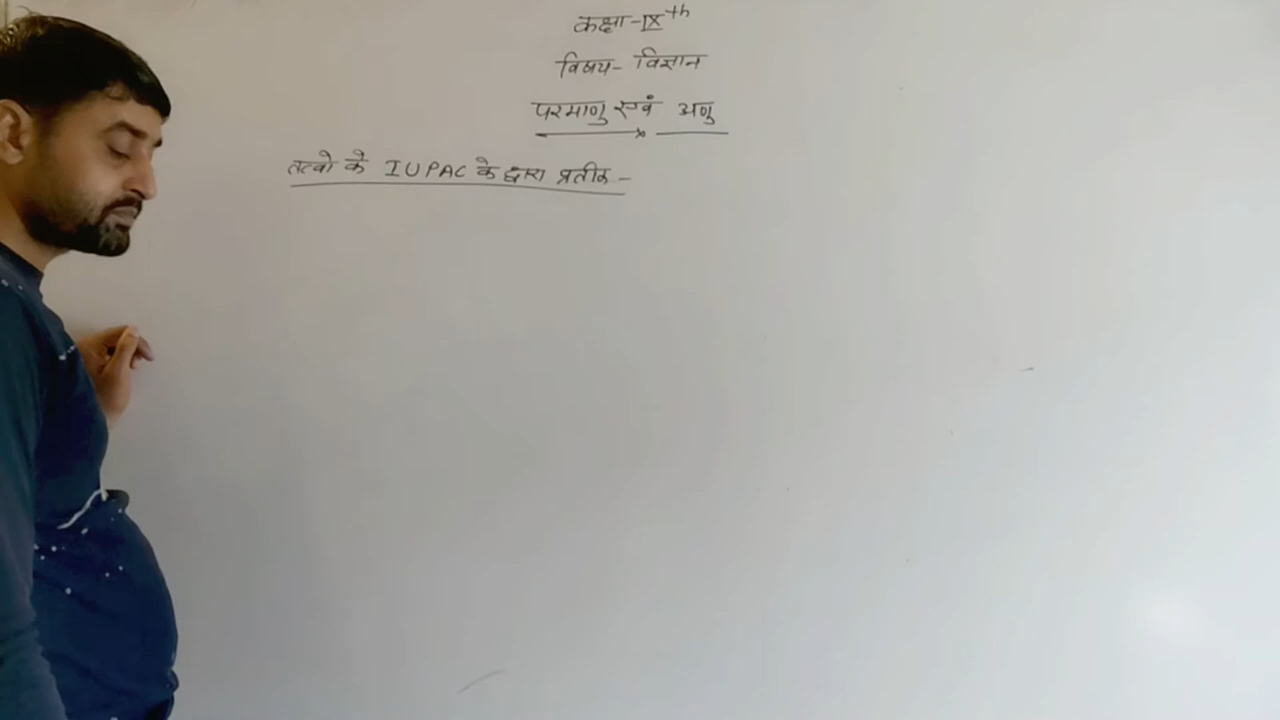 कक्षा-IX th
विषय- विज्ञान
परमाणु एवं अणु
तत्वो के IUPAC के द्वारा प्रतीक-